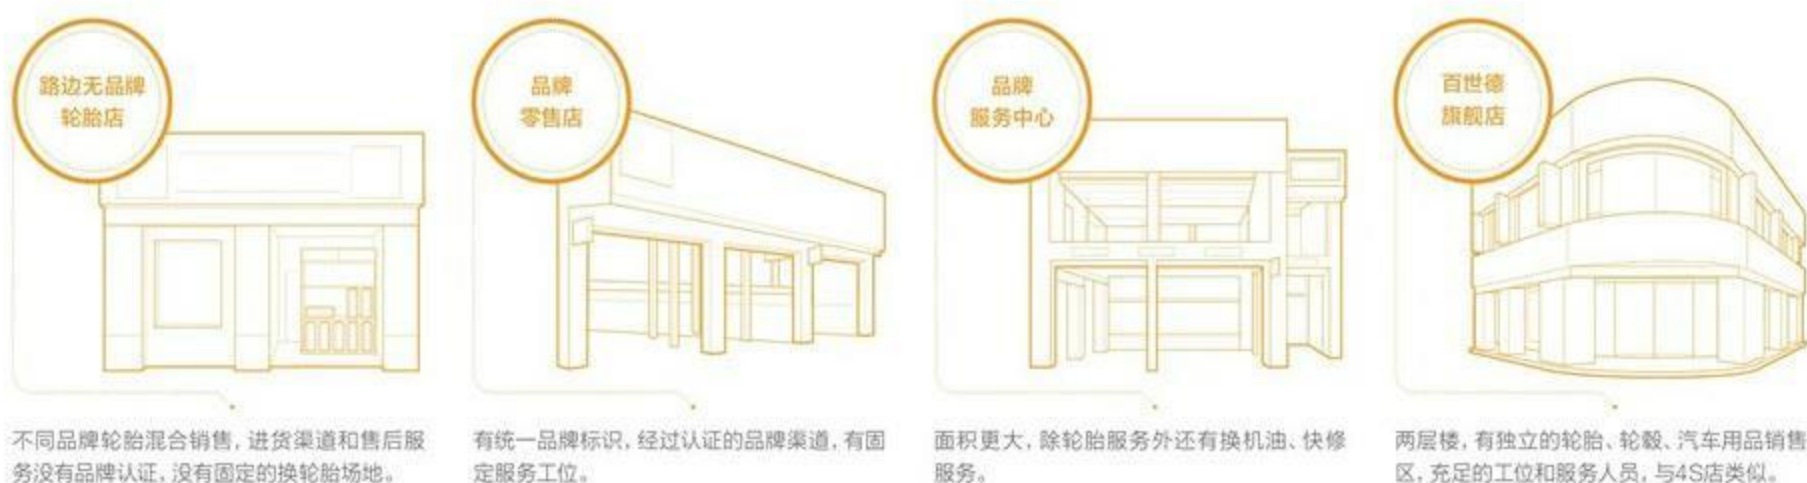 路边无品牌
轮胎店
不同品牌轮胎混合销售，进货渠道和售后服
务没有品牌认证，没有固定的换轮胎场地。
品牌
零售店
有统一品牌标识，经过认证的品牌渠道，有固
定服务工位。
品牌
服务中心
面积更大，除轮胎服务外还有换机油、快修
服务。
百世德
旗舰店
两层楼，有独立的轮胎、轮毂、汽车用品销售
区，充足的工位和服务人员，与4S店类似。